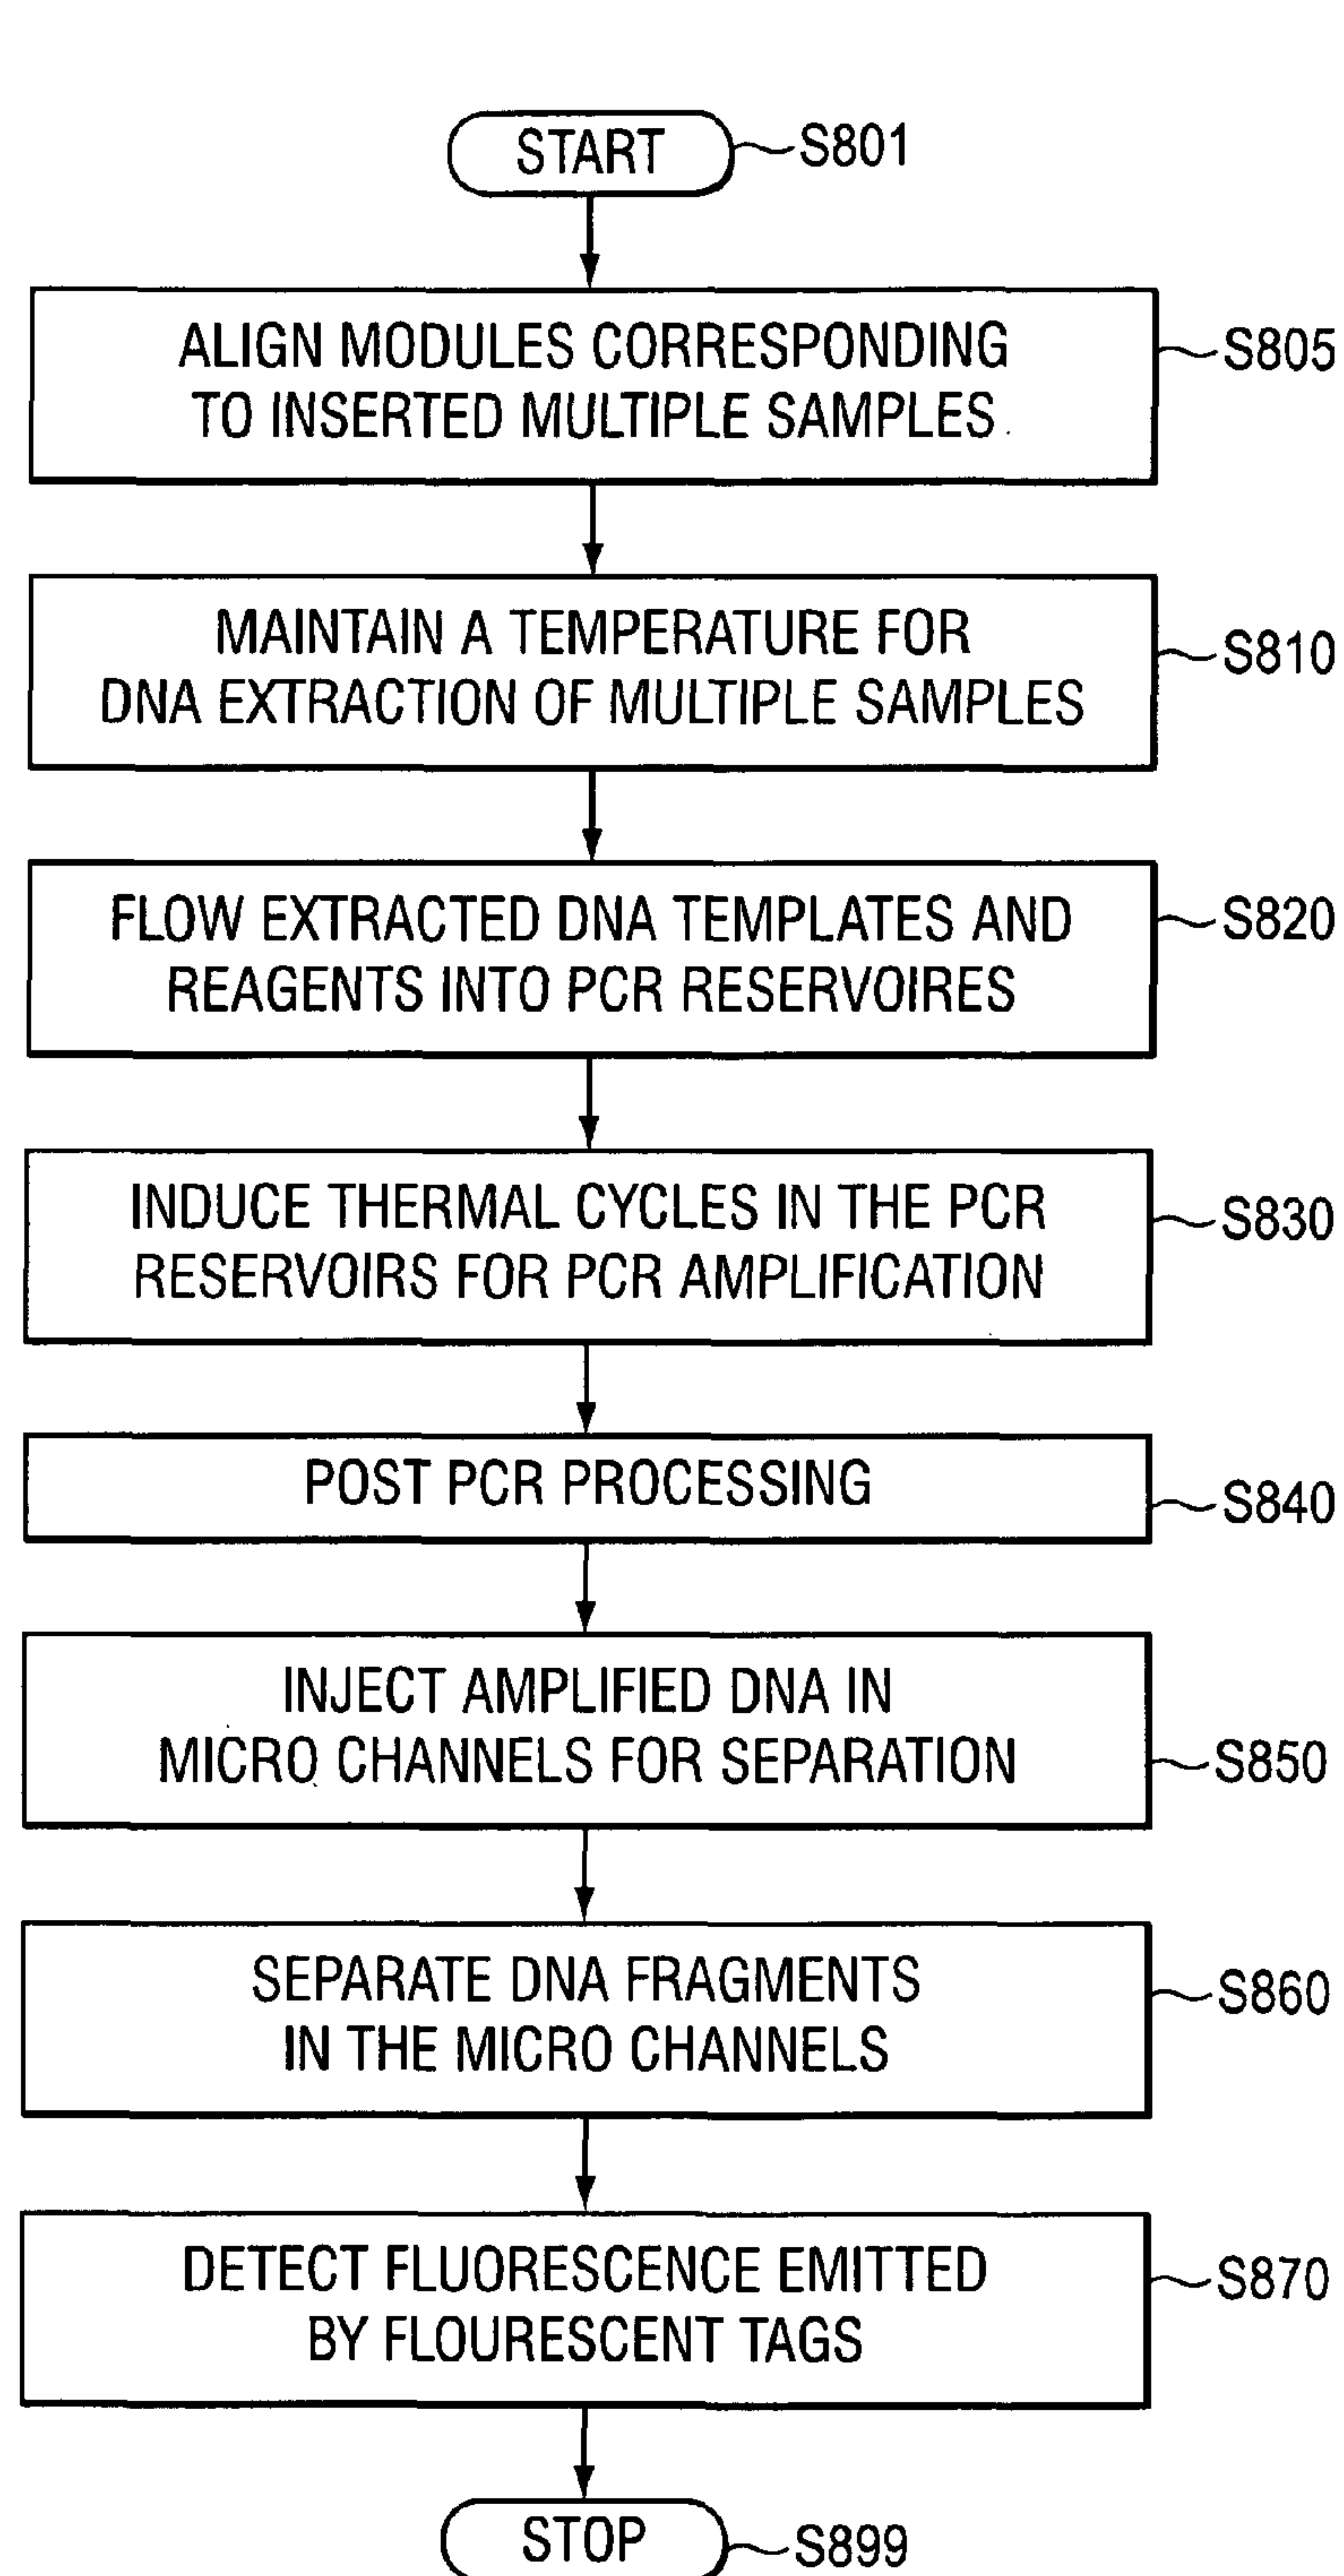 START
S801
ALIGN MODULES CORRESPONDING
TO INSERTED MULTIPLE SAMPLES
S805
MAINTAIN A TEMPERATURE FOR
DNA EXTRACTION OF MULTIPLE SAMPLES
S810
FLOW EXTRACTED DNA TEMPLATES AND
REAGENTS INTO PCR RESERVOIRES
S820
INDUCE THERMAL CYCLES IN THE PCR
RESERVOIRS FOR PCR AMPLIFICATION
S830
POST PCR PROCESSING
S840
INJECT AMPLIFIED DNA IN
MICRO CHANNELS FOR SEPARATION
S850
SEPARATE DNA FRAGMENTS
IN THE MICRO CHANNELS
S860
DETECT FLUORESCENCE EMITTED
BY FLOURESCENT TAGS
S870
STOP
S899